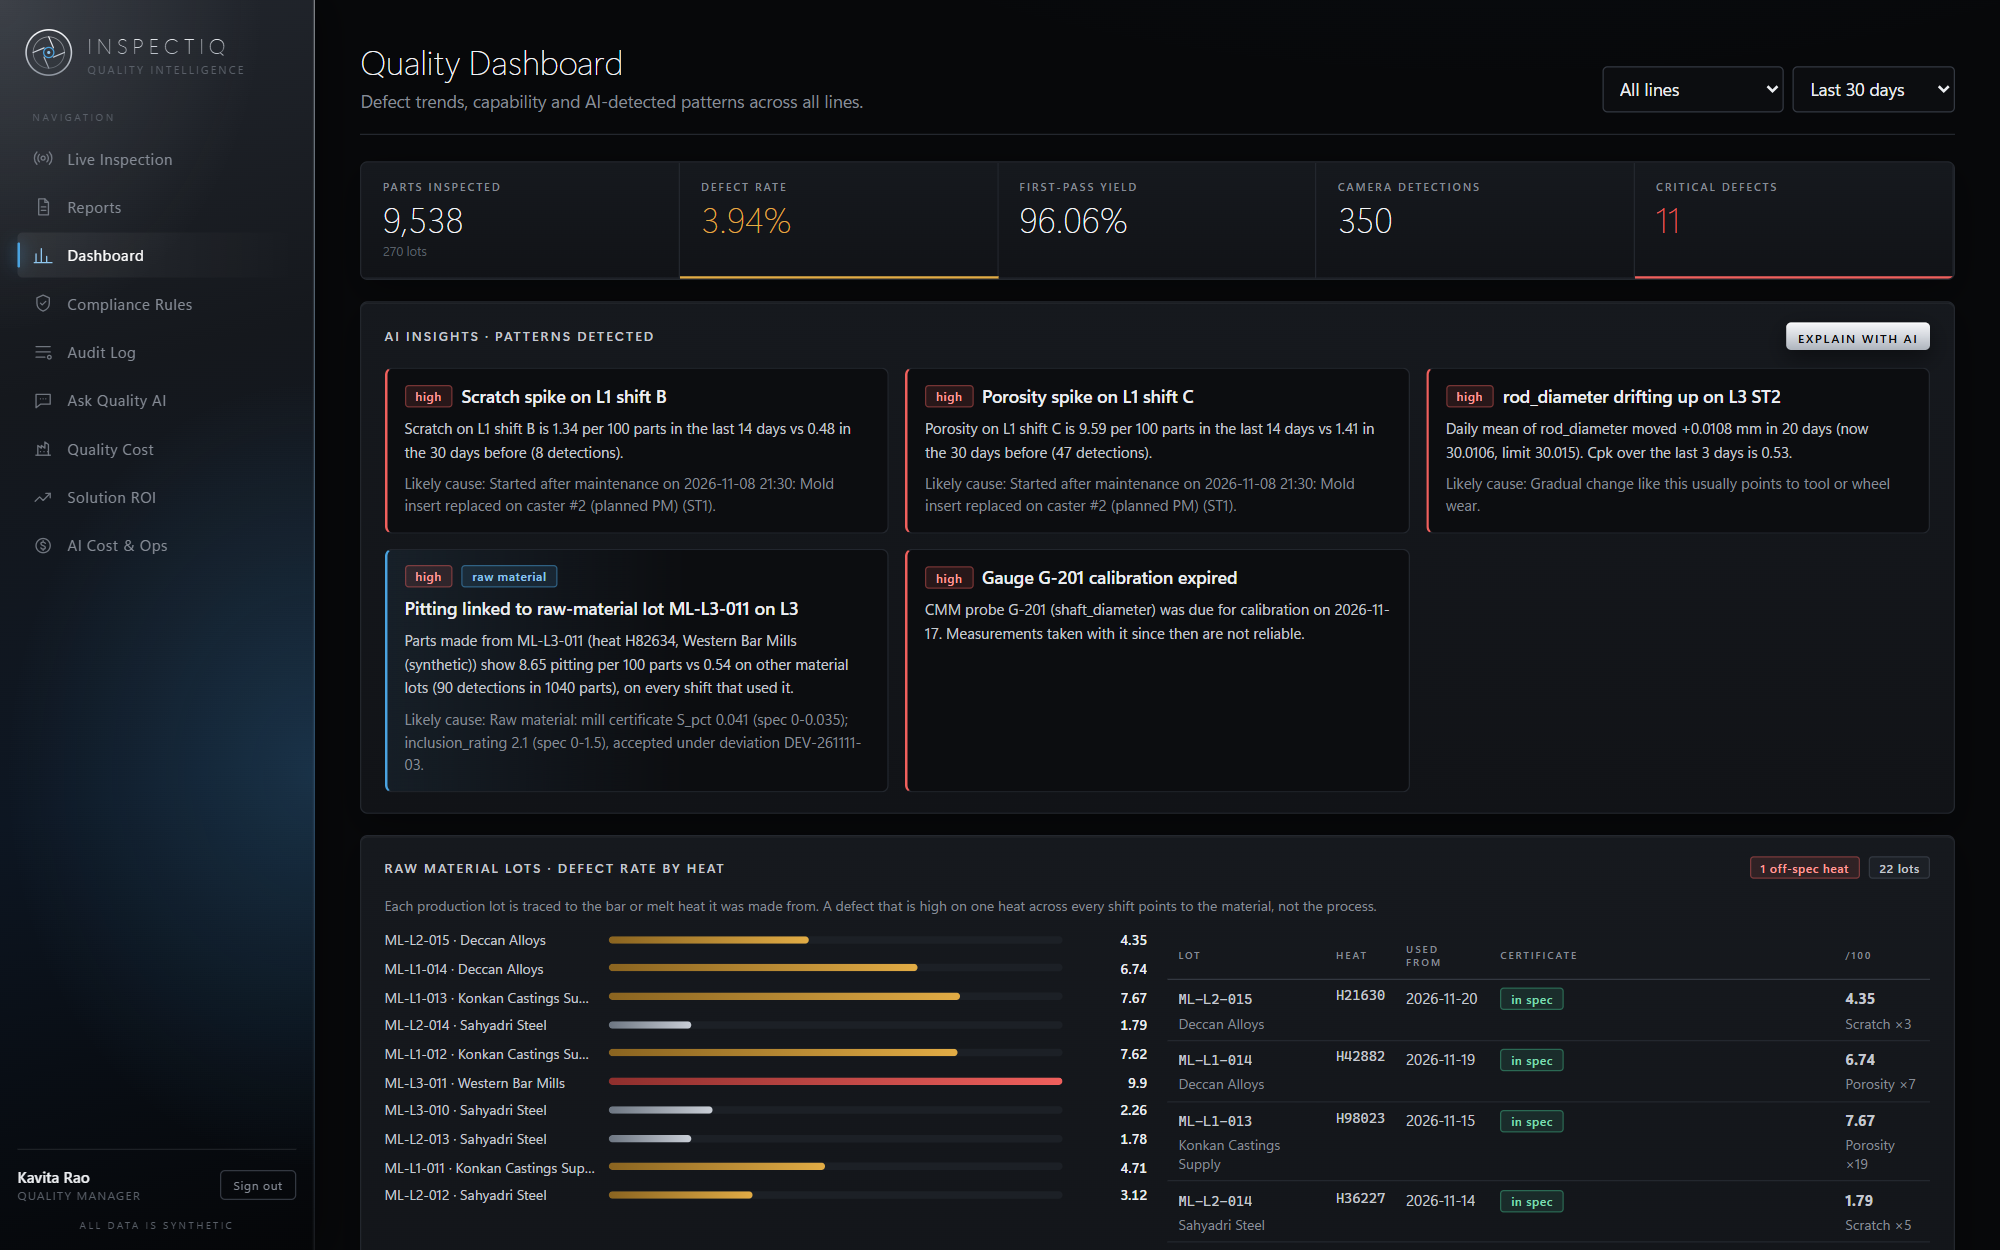 INSPECTIQ
QUALITY INTELLIGENCE
NAVIGATION
Live Inspection
Reports
Dashboard
Compliance Rules
Audit Log
Ask Quality AI
Quality Cost
Solution ROI
AI Cost & Ops
Kavita Rao
QUALITY MANAGER
Sign out
ALL DATA IS SYNTHETIC
Quality Dashboard
Defect trends, capability and AI-detected patterns across all lines.
All lines
Last 30 days
PARTS INSPECTED
9,538
270 lots
DEFECT RATE
3.94%
FIRST-PASS YIELD
96.06%
CAMERA DETECTIONS
350
CRITICAL DEFECTS
11
AI INSIGHTS · PATTERNS DETECTED
EXPLAIN WITH AI
high Scratch spike on L1 shift B
Scratch on L1 shift B is 1.34 per 100 parts in the last 14 days vs 0.48 in
the 30 days before (8 detections).
Likely cause: Started after maintenance on 2026-11-08 21:30: Mold
insert replaced on caster #2 (planned PM) (ST1).
high Porosity spike on L1 shift C
Porosity on L1 shift C is 9.59 per 100 parts in the last 14 days vs 1.41 in
the 30 days before (47 detections).
Likely cause: Started after maintenance on 2026-11-08 21:30: Mold
insert replaced on caster #2 (planned PM) (ST1).
high rod_diameter drifting up on L3 ST2
Daily mean of rod_diameter moved +0.0108 mm in 20 days (now
30.0106, limit 30.015). Cpk over the last 3 days is 0.53.
Likely cause: Gradual change like this usually points to tool or wheel
wear.
high raw material
Pitting linked to raw-material lot ML-L3-011 on L3
Parts made from ML-L3-011 (heat H82634, Western Bar Mills
(synthetic)) show 8.65 pitting per 100 parts vs 0.54 on other material
lots (90 detections in 1040 parts), on every shift that used it.
Likely cause: Raw material: mill certificate S_pct 0.041 (spec 0-0.035);
inclusion_rating 2.1 (spec 0-1.5), accepted under deviation DEV-261111-
03.
high Gauge G-201 calibration expired
CMM probe G-201 (shaft_diameter) was due for calibration on 2026-11-
17. Measurements taken with it since then are not reliable.
RAW MATERIAL LOTS · DEFECT RATE BY HEAT
1 off-spec heat
22 lots
Each production lot is traced to the bar or melt heat it was made from. A defect that is high on one heat across every shift points to the material, not the process.
ML-L2-015 · Deccan Alloys 4.35
ML-L1-014 · Deccan Alloys 6.74
ML-L1-013 · Konkan Castings Su... 7.67
ML-L2-014 · Sahyadri Steel 1.79
ML-L1-012 · Konkan Castings Su... 7.62
ML-L3-011 · Western Bar Mills 9.9
ML-L3-010 · Sahyadri Steel 2.26
ML-L2-013 · Sahyadri Steel 1.78
ML-L1-011 · Konkan Castings Sup... 4.71
ML-L2-012 · Sahyadri Steel 3.12
LOT HEAT USED FROM CERTIFICATE /100
ML-L2-015 H21630 2026-11-20 in spec 4.35
Deccan Alloys Scratch ×3
ML-L1-014 H42882 2026-11-19 in spec 6.74
Deccan Alloys Porosity ×7
ML-L1-013 H98023 2026-11-15 in spec 7.67
Konkan Castings Supply Porosity ×19
ML-L2-014 H36227 2026-11-14 in spec 1.79
Sahyadri Steel Scratch ×5